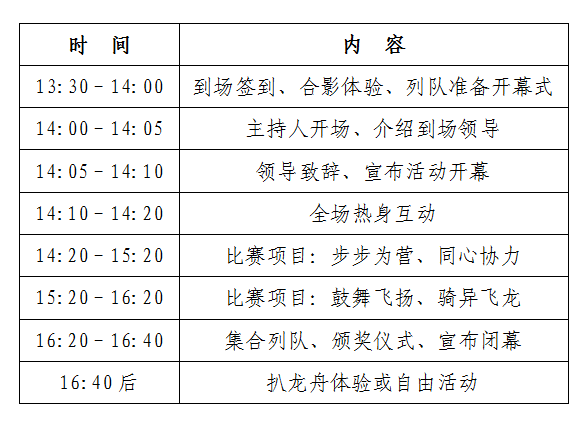 时 间 内 容
13:30-14:00 到场签到、合影体验、列队准备开幕式
14:00-14:05 主持人开场、介绍到场领导
14:05-14:10 领导致辞、宣布活动开幕
14:10-14:20 全场热身互动
14:20-15:20 比赛项目：步步为营、同心协力
15:20-16:20 比赛项目：鼓舞飞扬、骑异飞龙
16:20-16:40 集合列队、颁奖仪式、宣布闭幕
16:40后 扒龙舟体验或自由活动